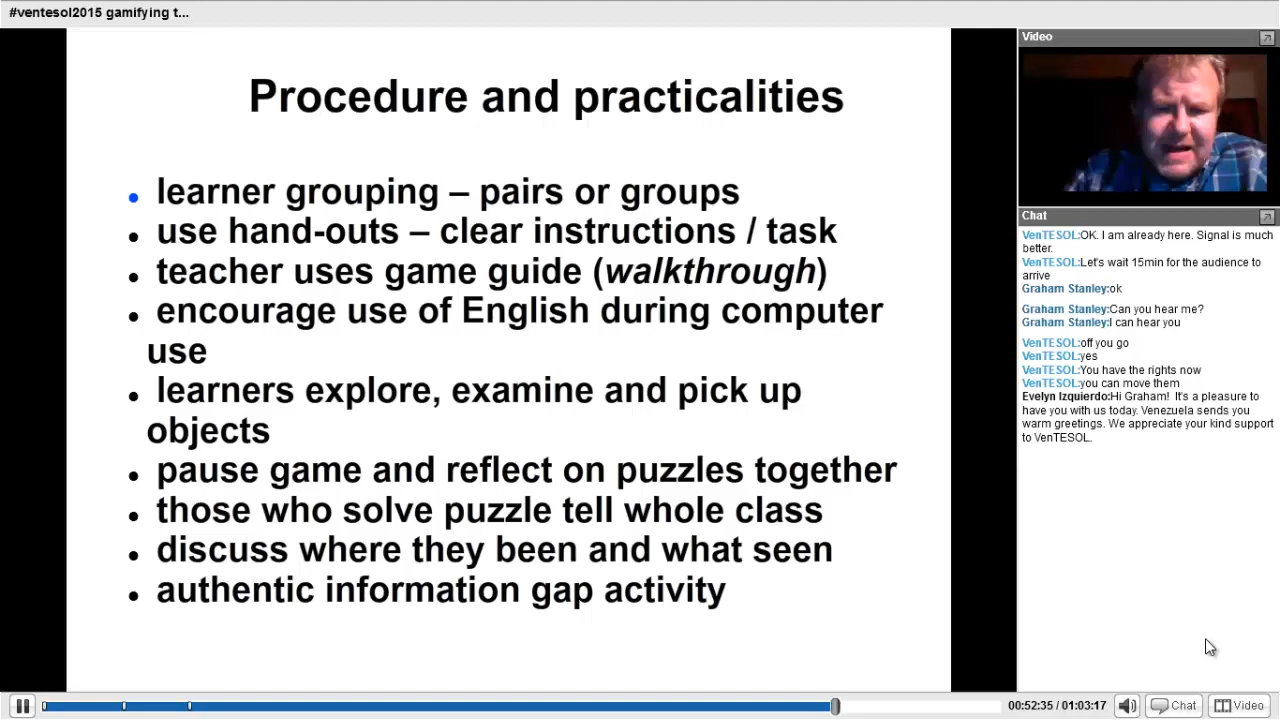 #ventesol2015 gamifying t...
Procedure and practicalities
• learner grouping – pairs or groups
• use hand-outs – clear instructions / task
• teacher uses game guide (walkthrough)
• encourage use of English during computer
use
• learners explore, examine and pick up
objects
• pause game and reflect on puzzles together
• those who solve puzzle tell whole class
• discuss where they been and what seen
• authentic information gap activity
Video
Chat
VenTESOL:OK. I am already here. Signal is much
better.
VenTESOL:Let's wait 15min for the audience to
arrive
Graham Stanley:ok
Graham Stanley:Can you hear me?
Graham Stanley:I can hear you
VenTESOL:off you go
VenTESOL:yes
VenTESOL:You have the rights now
VenTESOL:you can move them
Evelyn Izquierdo:Hi Graham! It's a pleasure to
have you with us today. Venezuela sends you
warm greetings. We appreciate your kind support
to VenTESOL.
00:52:35 / 01:03:17
Chat
Video